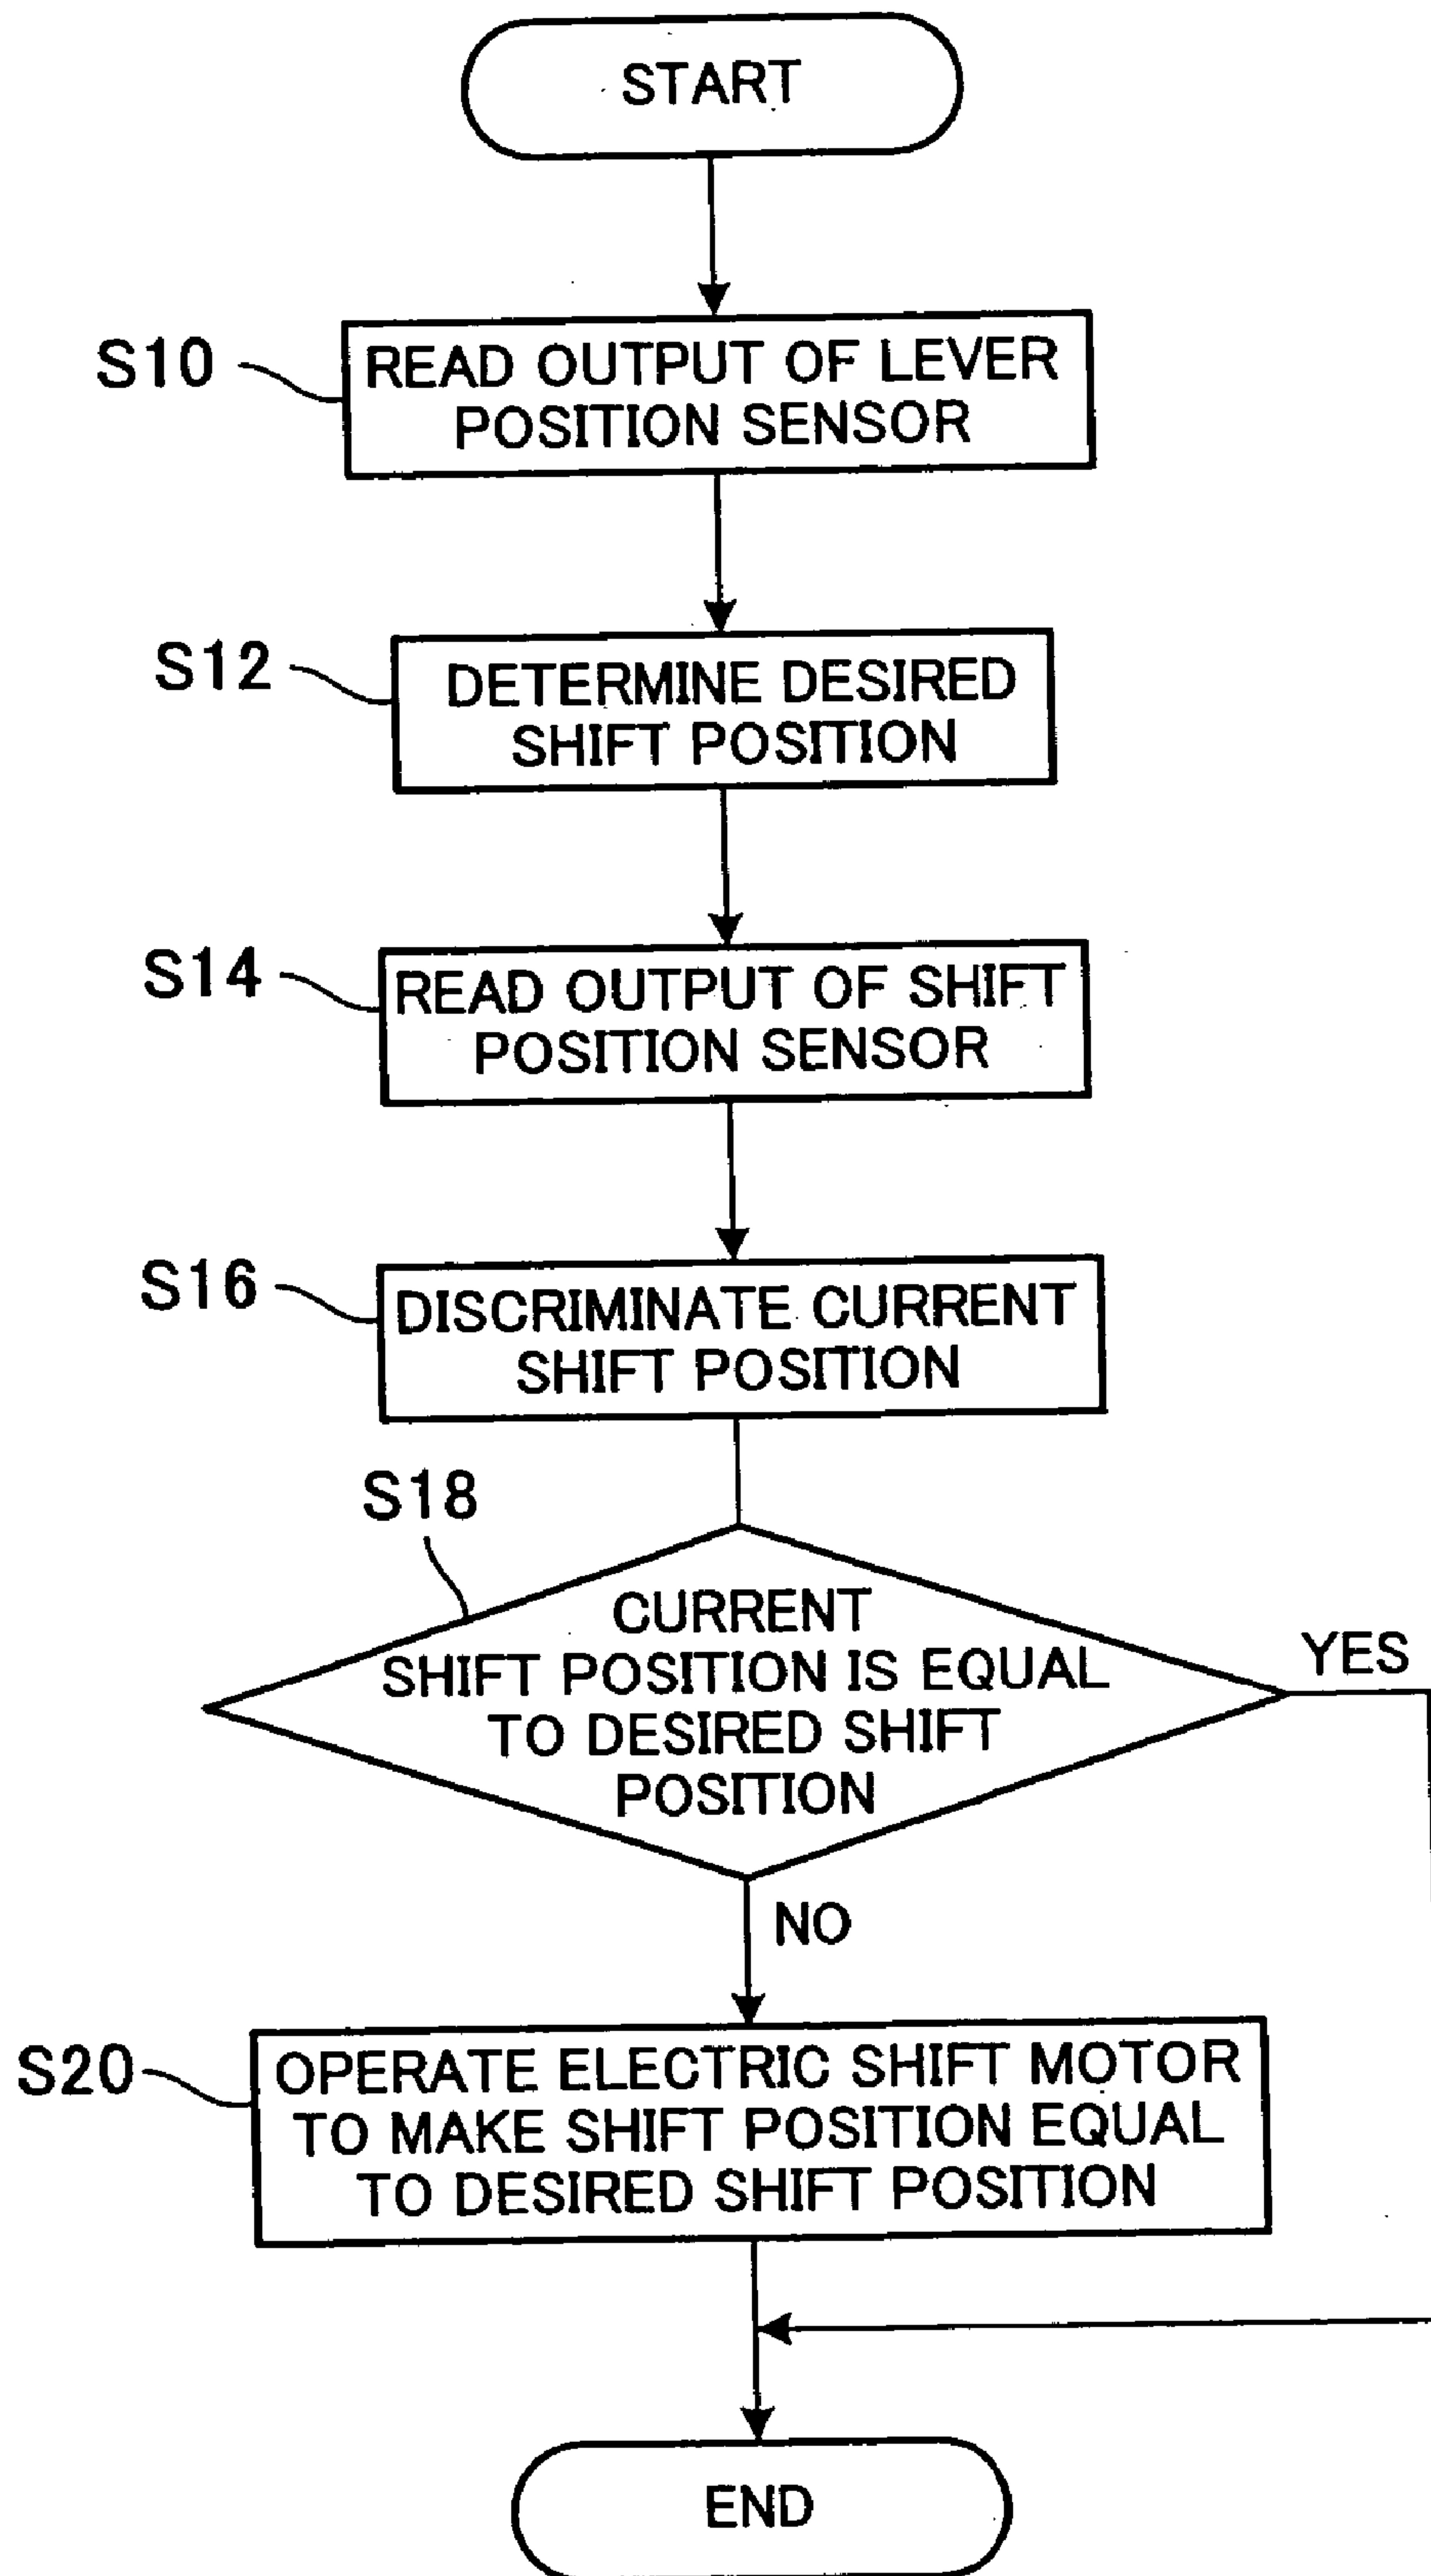 START
S10
READ OUTPUT OF LEVER
POSITION SENSOR
S12
DETERMINE DESIRED
SHIFT POSITION
S14
READ OUTPUT OF SHIFT
POSITION SENSOR
S16
DISCRIMINATE CURRENT
SHIFT POSITION
S18
CURRENT
SHIFT POSITION IS EQUAL
TO DESIRED SHIFT
POSITION
YES
NO
S20
OPERATE ELECTRIC SHIFT MOTOR
TO MAKE SHIFT POSITION EQUAL
TO DESIRED SHIFT POSITION
END